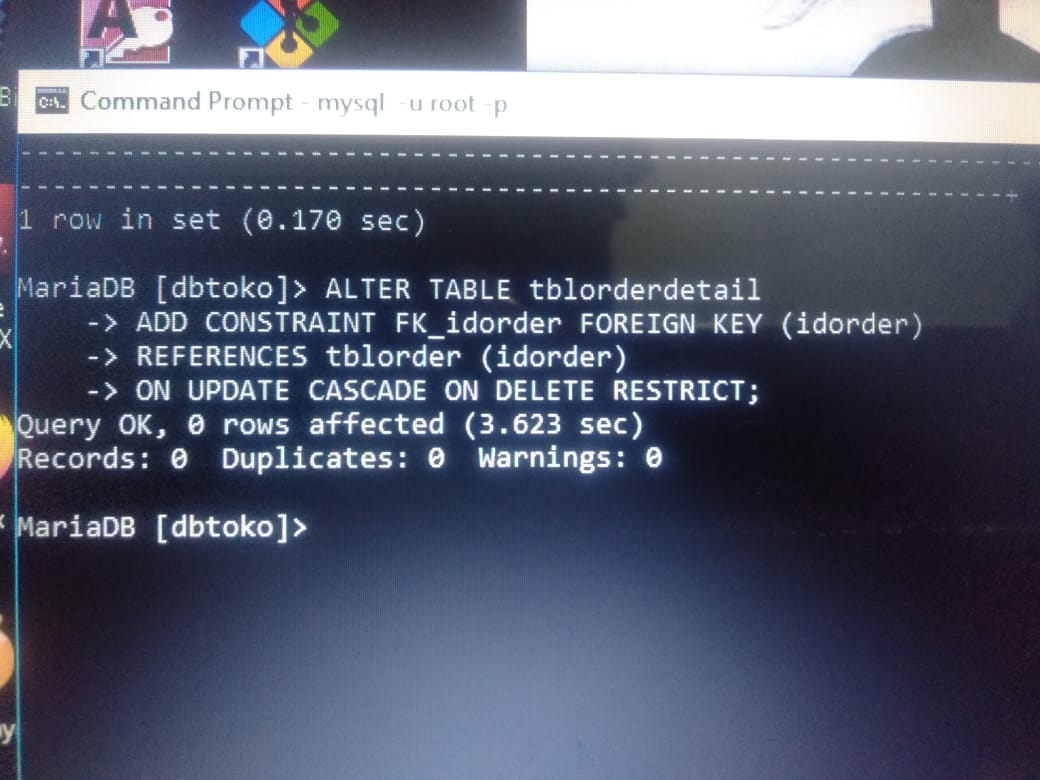 Command Prompt - mysql -u root -p
--------------------------------------------------------------
-------------------------------------------------------------+
1 row in set (0.170 sec)
MariaDB [dbtoko]> ALTER TABLE tblorderdetail
-> ADD CONSTRAINT FK_idorder FOREIGN KEY (idorder)
-> REFERENCES tblorder (idorder)
-> ON UPDATE CASCADE ON DELETE RESTRICT;
Query OK, 0 rows affected (3.623 sec)
Records: 0  Duplicates: 0  Warnings: 0
MariaDB [dbtoko]>